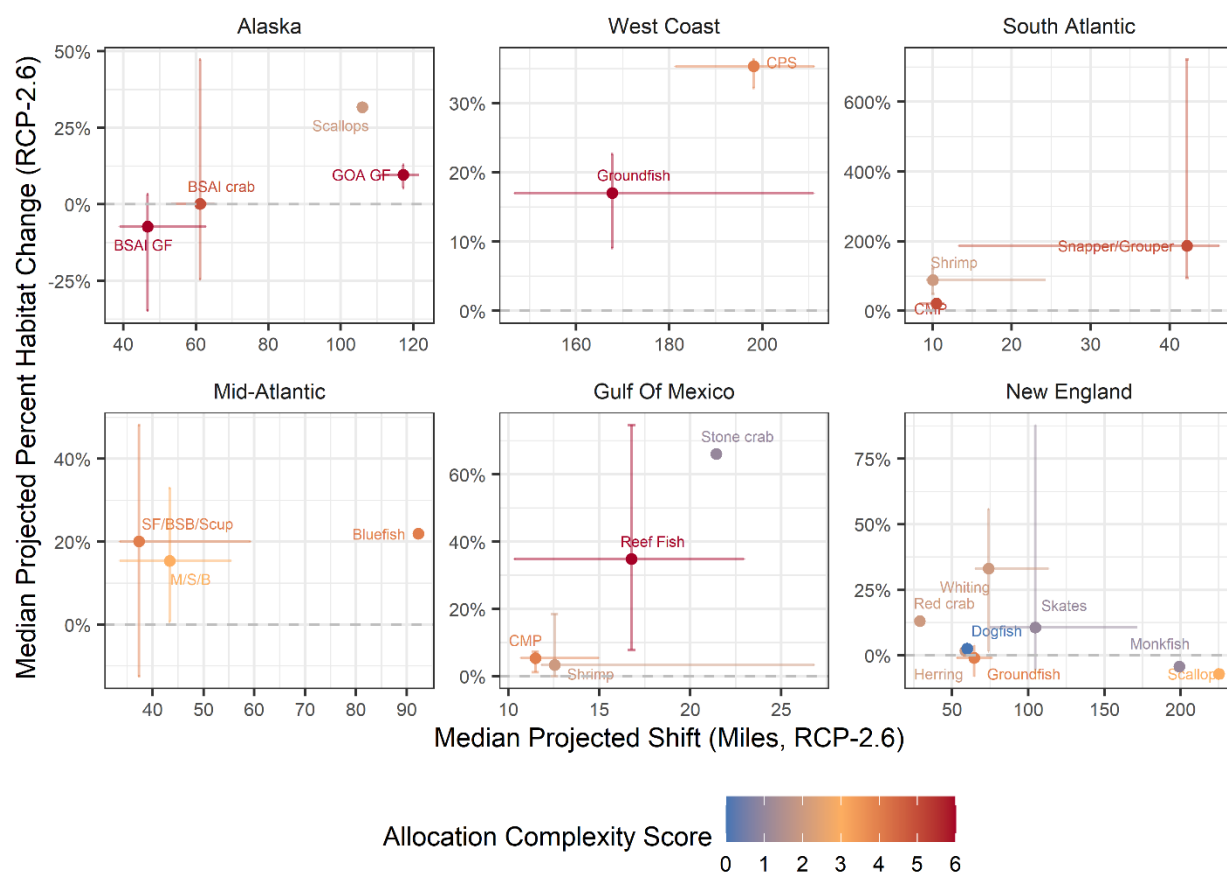 Alaska
West Coast
South Atlantic
Median Projected Percent Habitat Change (RCP-2.6)
50%
25%
0%
-25%
Scallops
GOA GF
BSAI crab
BSAI GF
40 60 80 100 120
30%
20%
10%
0%
CPS
Groundfish
160 180 200
600%
400%
200%
0%
Snapper/Grouper
Shrimp
CMP
10 20 30 40
Mid-Atlantic
Gulf Of Mexico
New England
40%
20%
0%
SF/BSB/Scup
Bluefish
M/S/B
40 50 60 70 80 90
60%
40%
20%
0%
Stone crab
Reef Fish
CMP
Shrimp
10 15 20 25
75%
50%
25%
0%
Whiting
Red crab
Skates
Dogfish
Monkfish
Herring
Groundfish
Scallop
50 100 150 200
Median Projected Shift (Miles, RCP-2.6)
Allocation Complexity Score
0 1 2 3 4 5 6